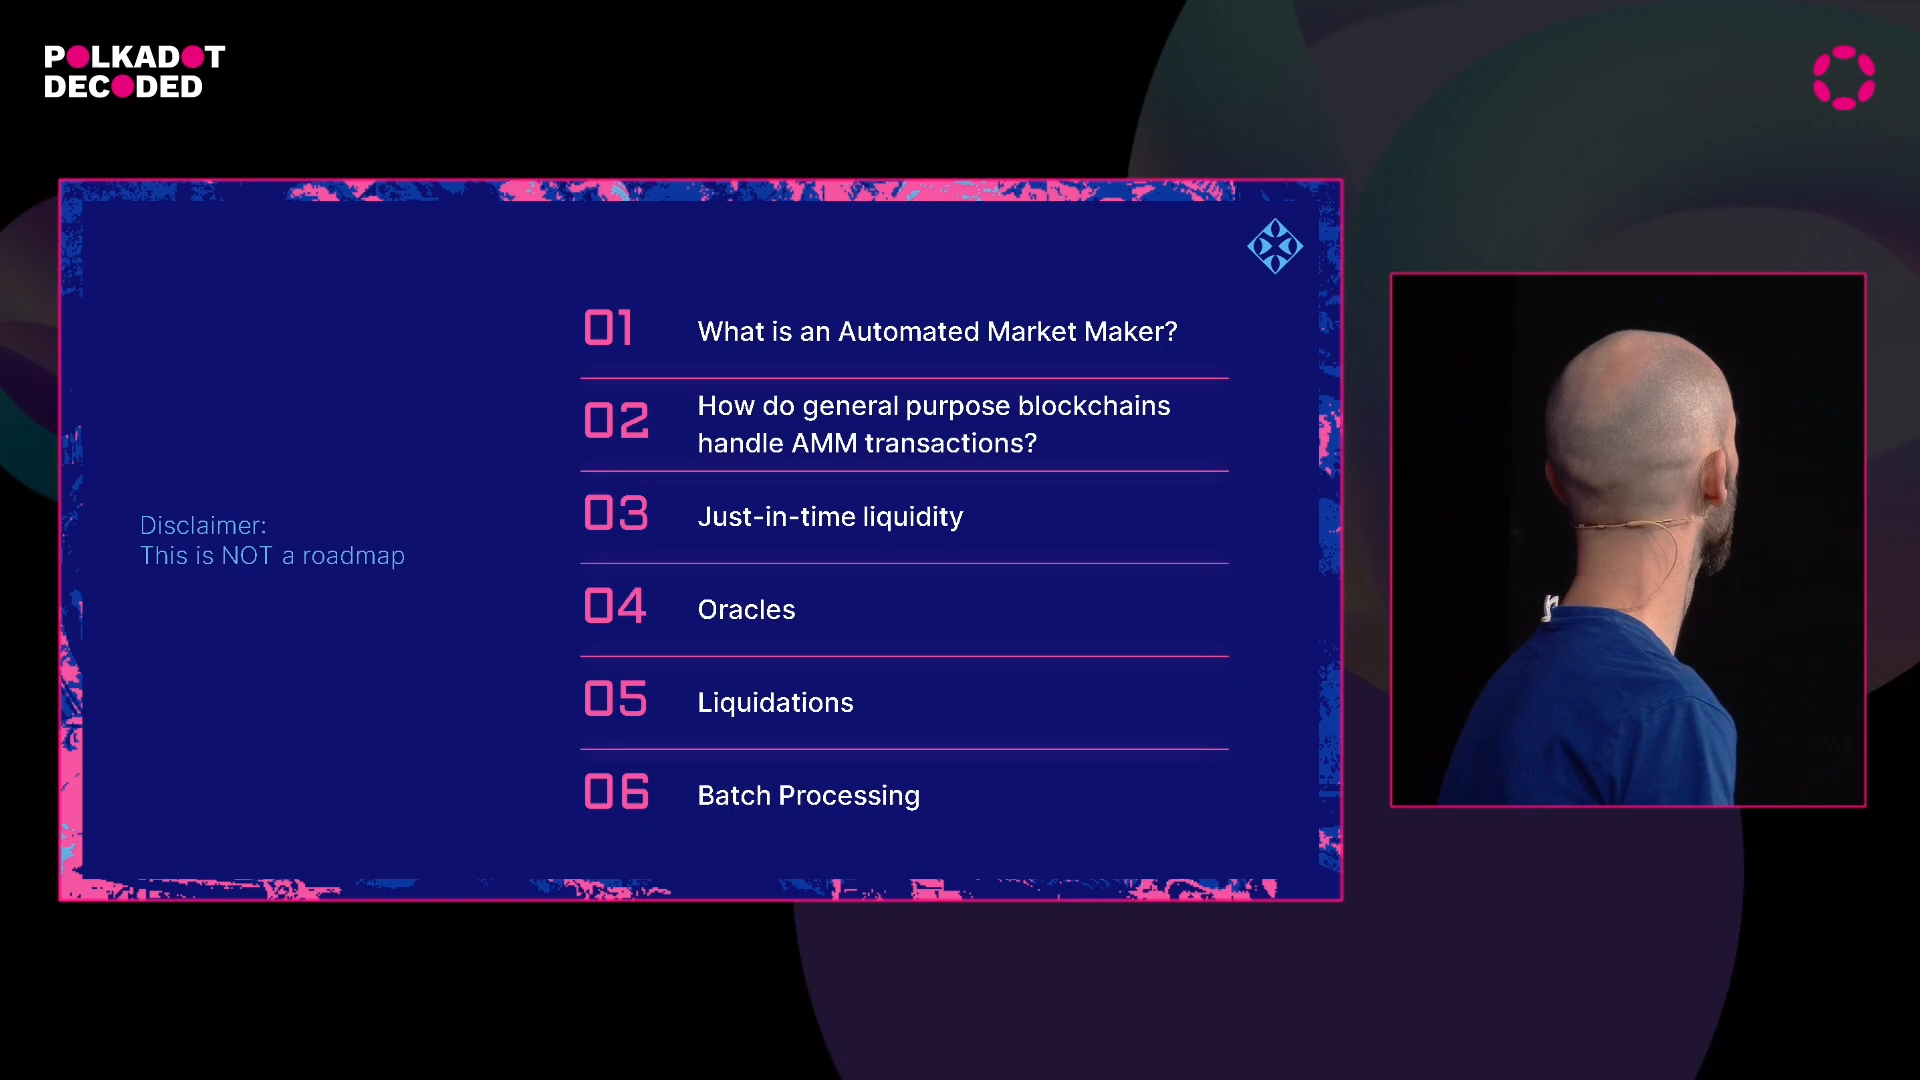 POLKADOT
DECODED
Disclaimer:
This is NOT a roadmap
01 What is an Automated Market Maker?
02 How do general purpose blockchains
handle AMM transactions?
03 Just-in-time liquidity
04 Oracles
05 Liquidations
06 Batch Processing